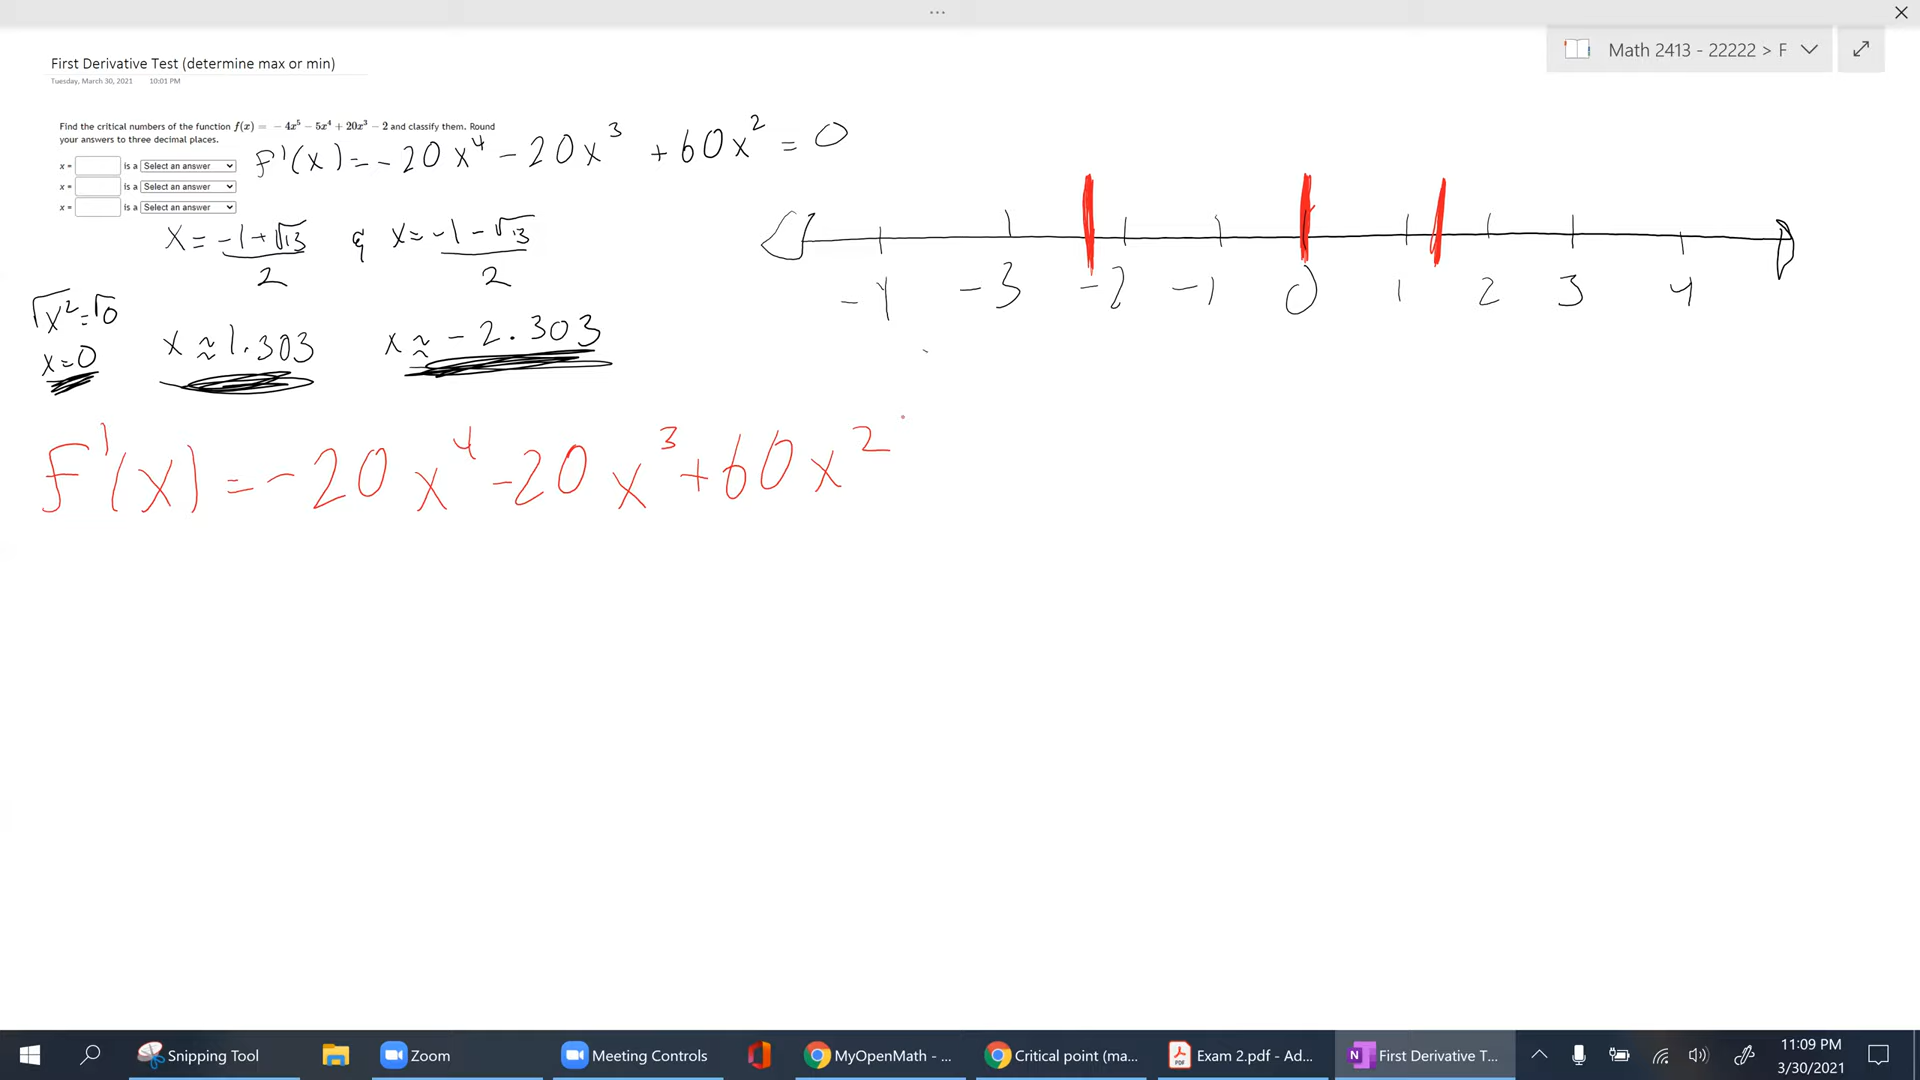 Math 2413 - 22222 > F
First Derivative Test (determine max or min)
Tuesday, March 30, 2021 10:01 PM
Find the critical numbers of the function f(x) = − 4x⁵ − 5x⁴ + 20x³ − 2 and classify them. Round
your answers to three decimal places.
x = is a Select an answer
x = is a Select an answer
x = is a Select an answer
F'(x)=-20x⁴-20x³+60x²=0
x=(-1+√13)/2 & x=(-1-√13)/2
√x²=√0
x=0 x≈1.303 x≈-2.303
-4 -3 -2 -1 0 1 2 3 4
F'(x)=-20x⁴-20x³+60x²
Snipping Tool Zoom Meeting Controls MyOpenMath - ... Critical point (ma... Exam 2.pdf - Ad... First Derivative T... 11:09 PM
3/30/2021